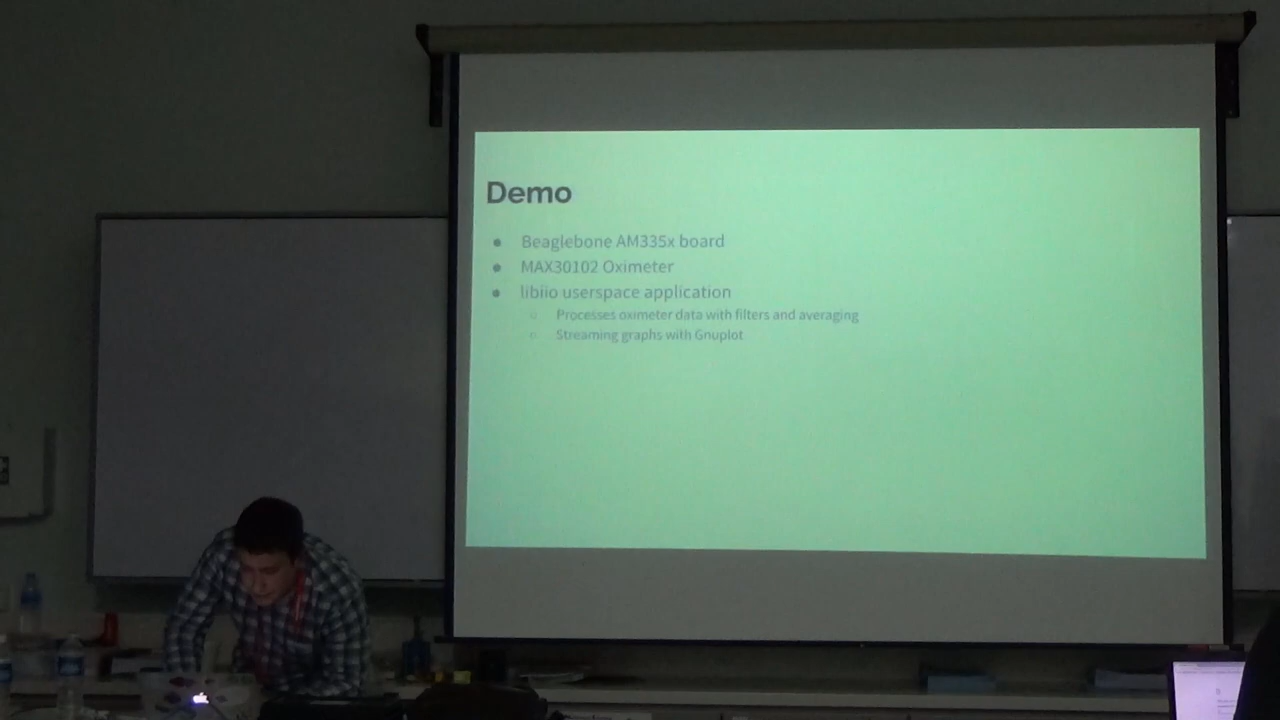 Demo
● Beaglebone AM335x board
● MAX30102 Oximeter
● libiio userspace application
○ Processes oximeter data with filters and averaging
○ Streaming graphs with Gnuplot